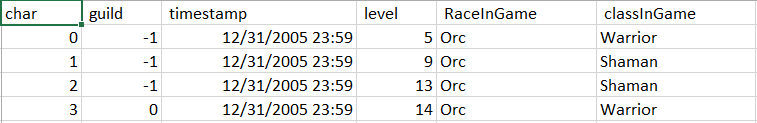 char guild timestamp level RaceInGame classInGame
0 -1 12/31/2005 23:59 5 Orc Warrior
1 -1 12/31/2005 23:59 9 Orc Shaman
2 -1 12/31/2005 23:59 13 Orc Shaman
3 0 12/31/2005 23:59 14 Orc Warrior